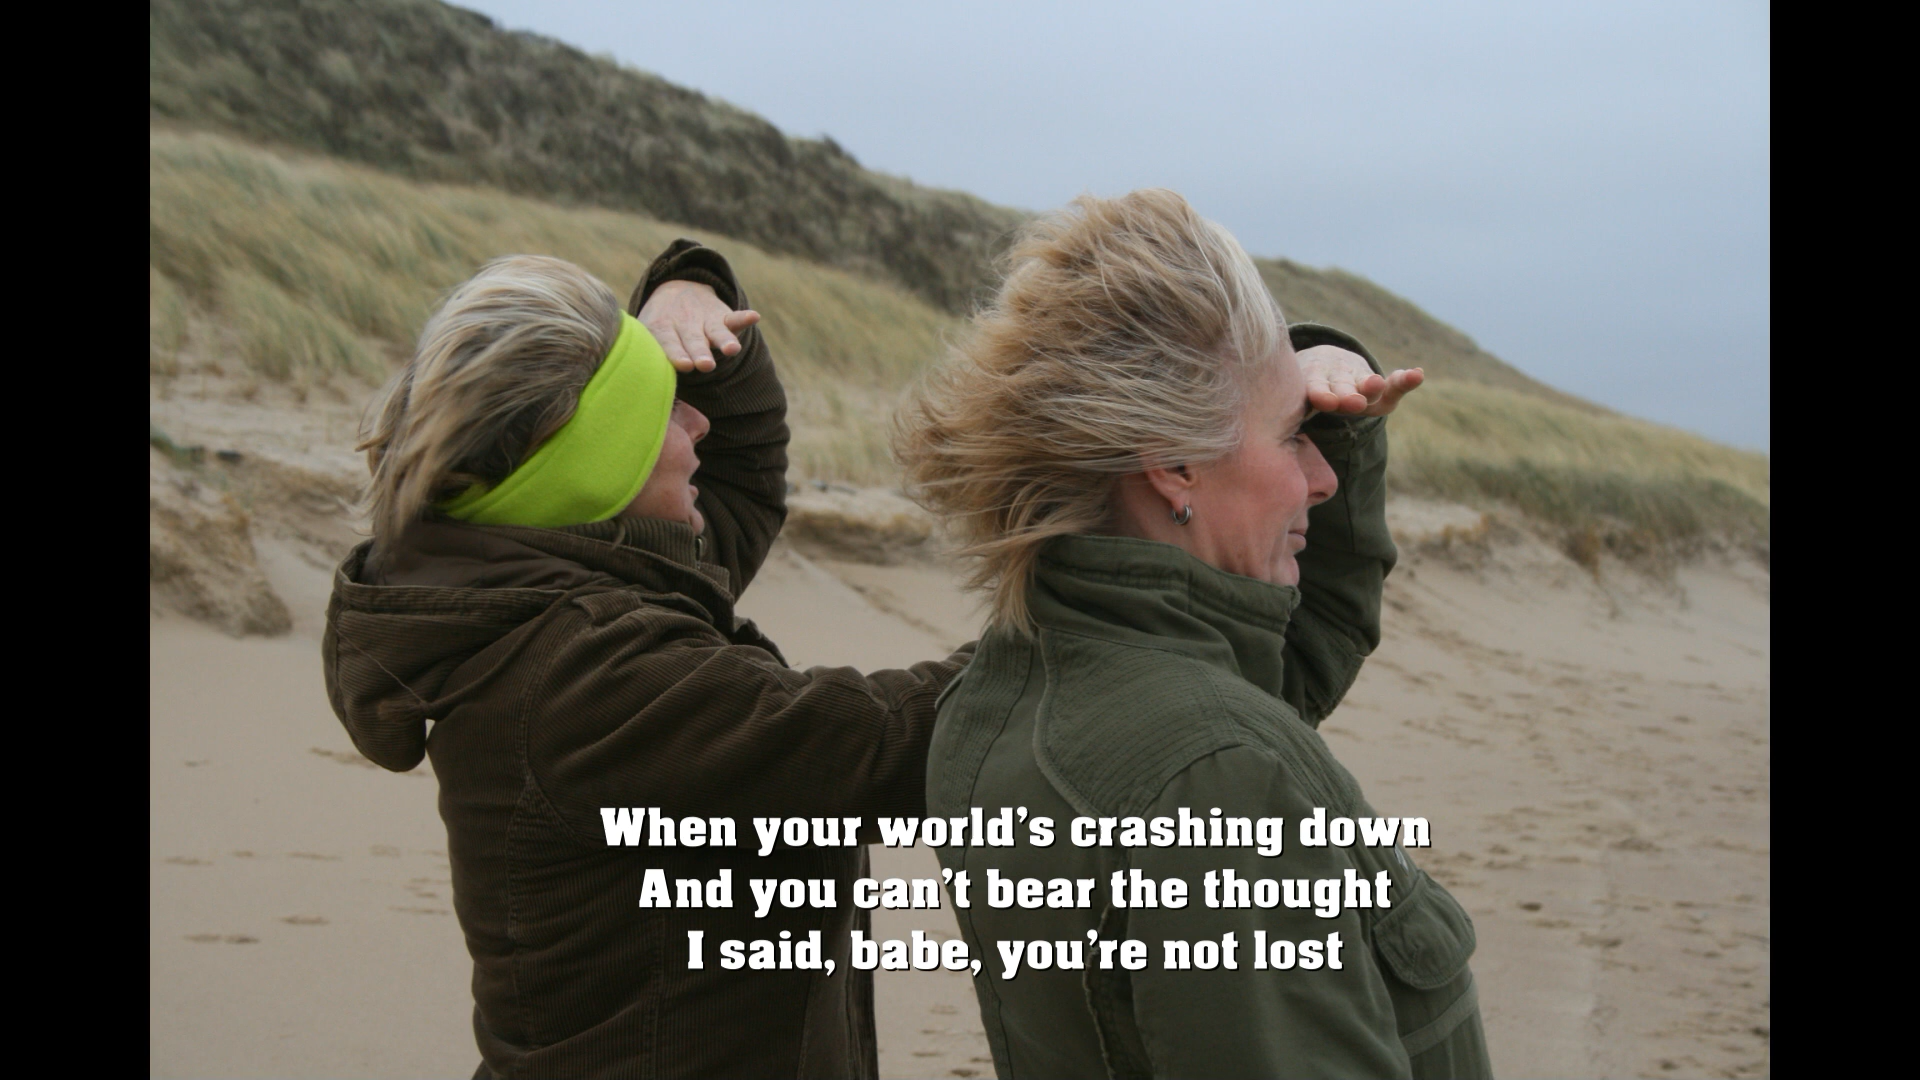 When your world’s crashing down
And you can’t bear the thought
I said, babe, you’re not lost